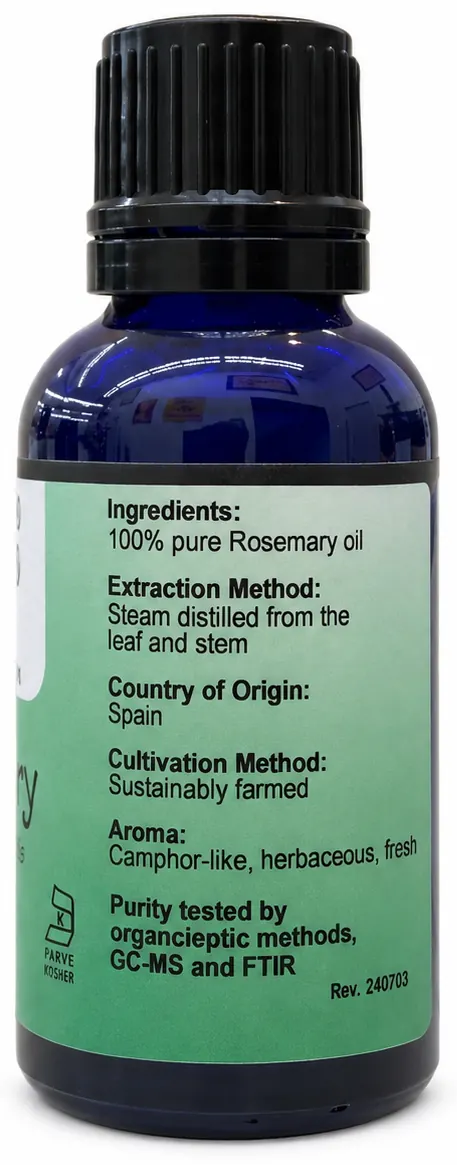 Ingredients:
100% pure Rosemary oil
Extraction Method:
Steam distilled from the
leaf and stem
Country of Origin:
Spain
Cultivation Method:
Sustainably farmed
Aroma:
Camphor-like, herbaceous, fresh
Purity tested by
organcieptic methods,
GC-MS and FTIR
Rev. 240703
ry
K
PARVE
KOSHER